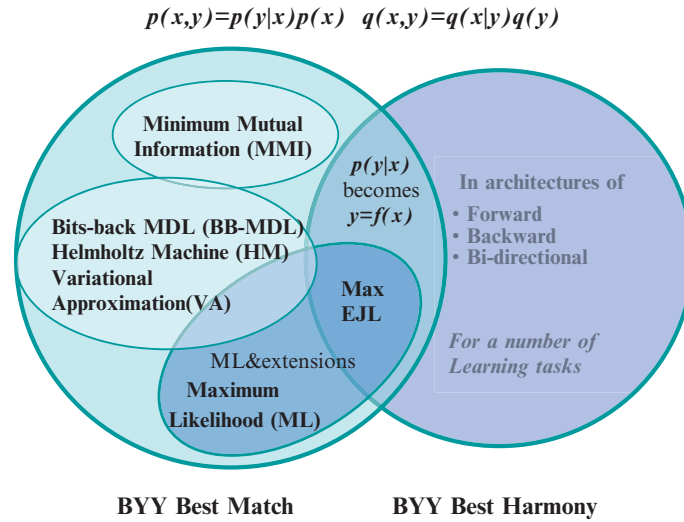 p(x,y)=p(y|x)p(x) q(x,y)=q(x|y)q(y)
Minimum Mutual
Information (MMI)
p(y|x)
becomes
y=f(x)
In architectures of
• Forward
• Backward
• Bi-directional
Bits-back MDL (BB-MDL)
Helmholtz Machine (HM)
Variational
Approximation(VA)
Max
EJL
ML&extensions
Maximum
Likelihood (ML)
For a number of
Learning tasks
BYY Best Match
BYY Best Harmony